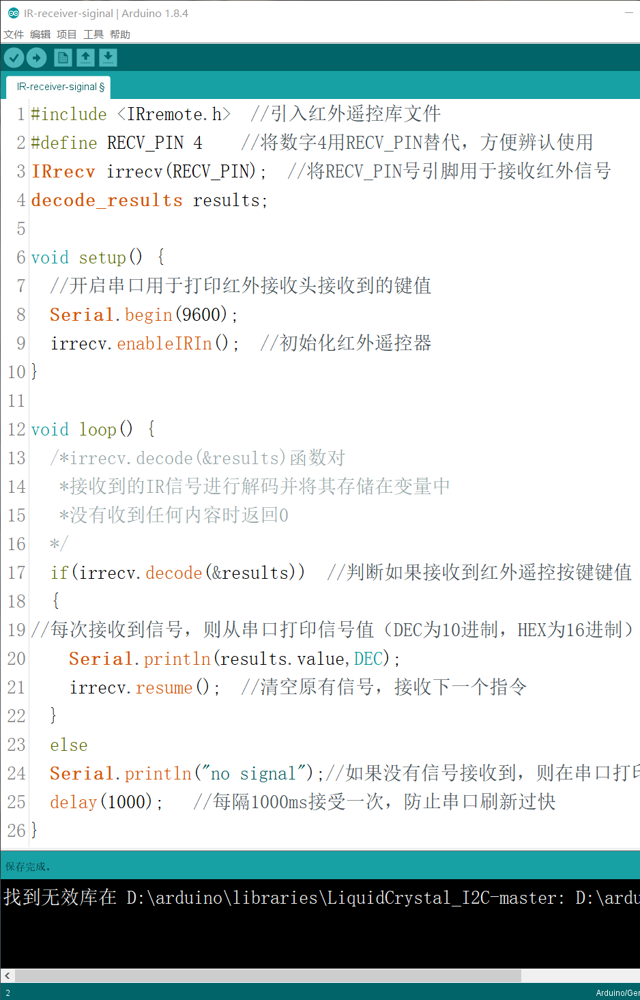 IR-receiver-siginal | Arduino 1.8.4
文件 编辑 项目 工具 帮助
IR-receiver-siginal §
1 #include <IRremote.h>  //引入红外遥控库文件
2 #define RECV_PIN 4    //将数字4用RECV_PIN替代，方便辨认使用
3 IRrecv irrecv(RECV_PIN);  //将RECV_PIN号引脚用于接收红外信号
4 decode_results results;
5
6 void setup() {
7   //开启串口用于打印红外接收头接收到的键值
8   Serial.begin(9600);
9   irrecv.enableIRIn();  //初始化红外遥控器
10 }
11
12 void loop() {
13   /*irrecv.decode(&results)函数对
14    *接收到的IR信号进行解码并将其存储在变量中
15    *没有收到任何内容时返回0
16   */
17   if(irrecv.decode(&results))  //判断如果接收到红外遥控按键键值
18   {
19 //每次接收到信号，则从串口打印信号值（DEC为10进制，HEX为16进制）
20     Serial.println(results.value,DEC);
21     irrecv.resume();  //清空原有信号，接收下一个指令
22   }
23   else
24   Serial.println("no signal");//如果没有信号接收到，则在串口打印
25   delay(1000);   //每隔1000ms接受一次，防止串口刷新过快
26 }
保存完成。
找到无效库在 D:\arduino\libraries\LiquidCrystal_I2C-master: D:\ardu
2
Arduino/Gen